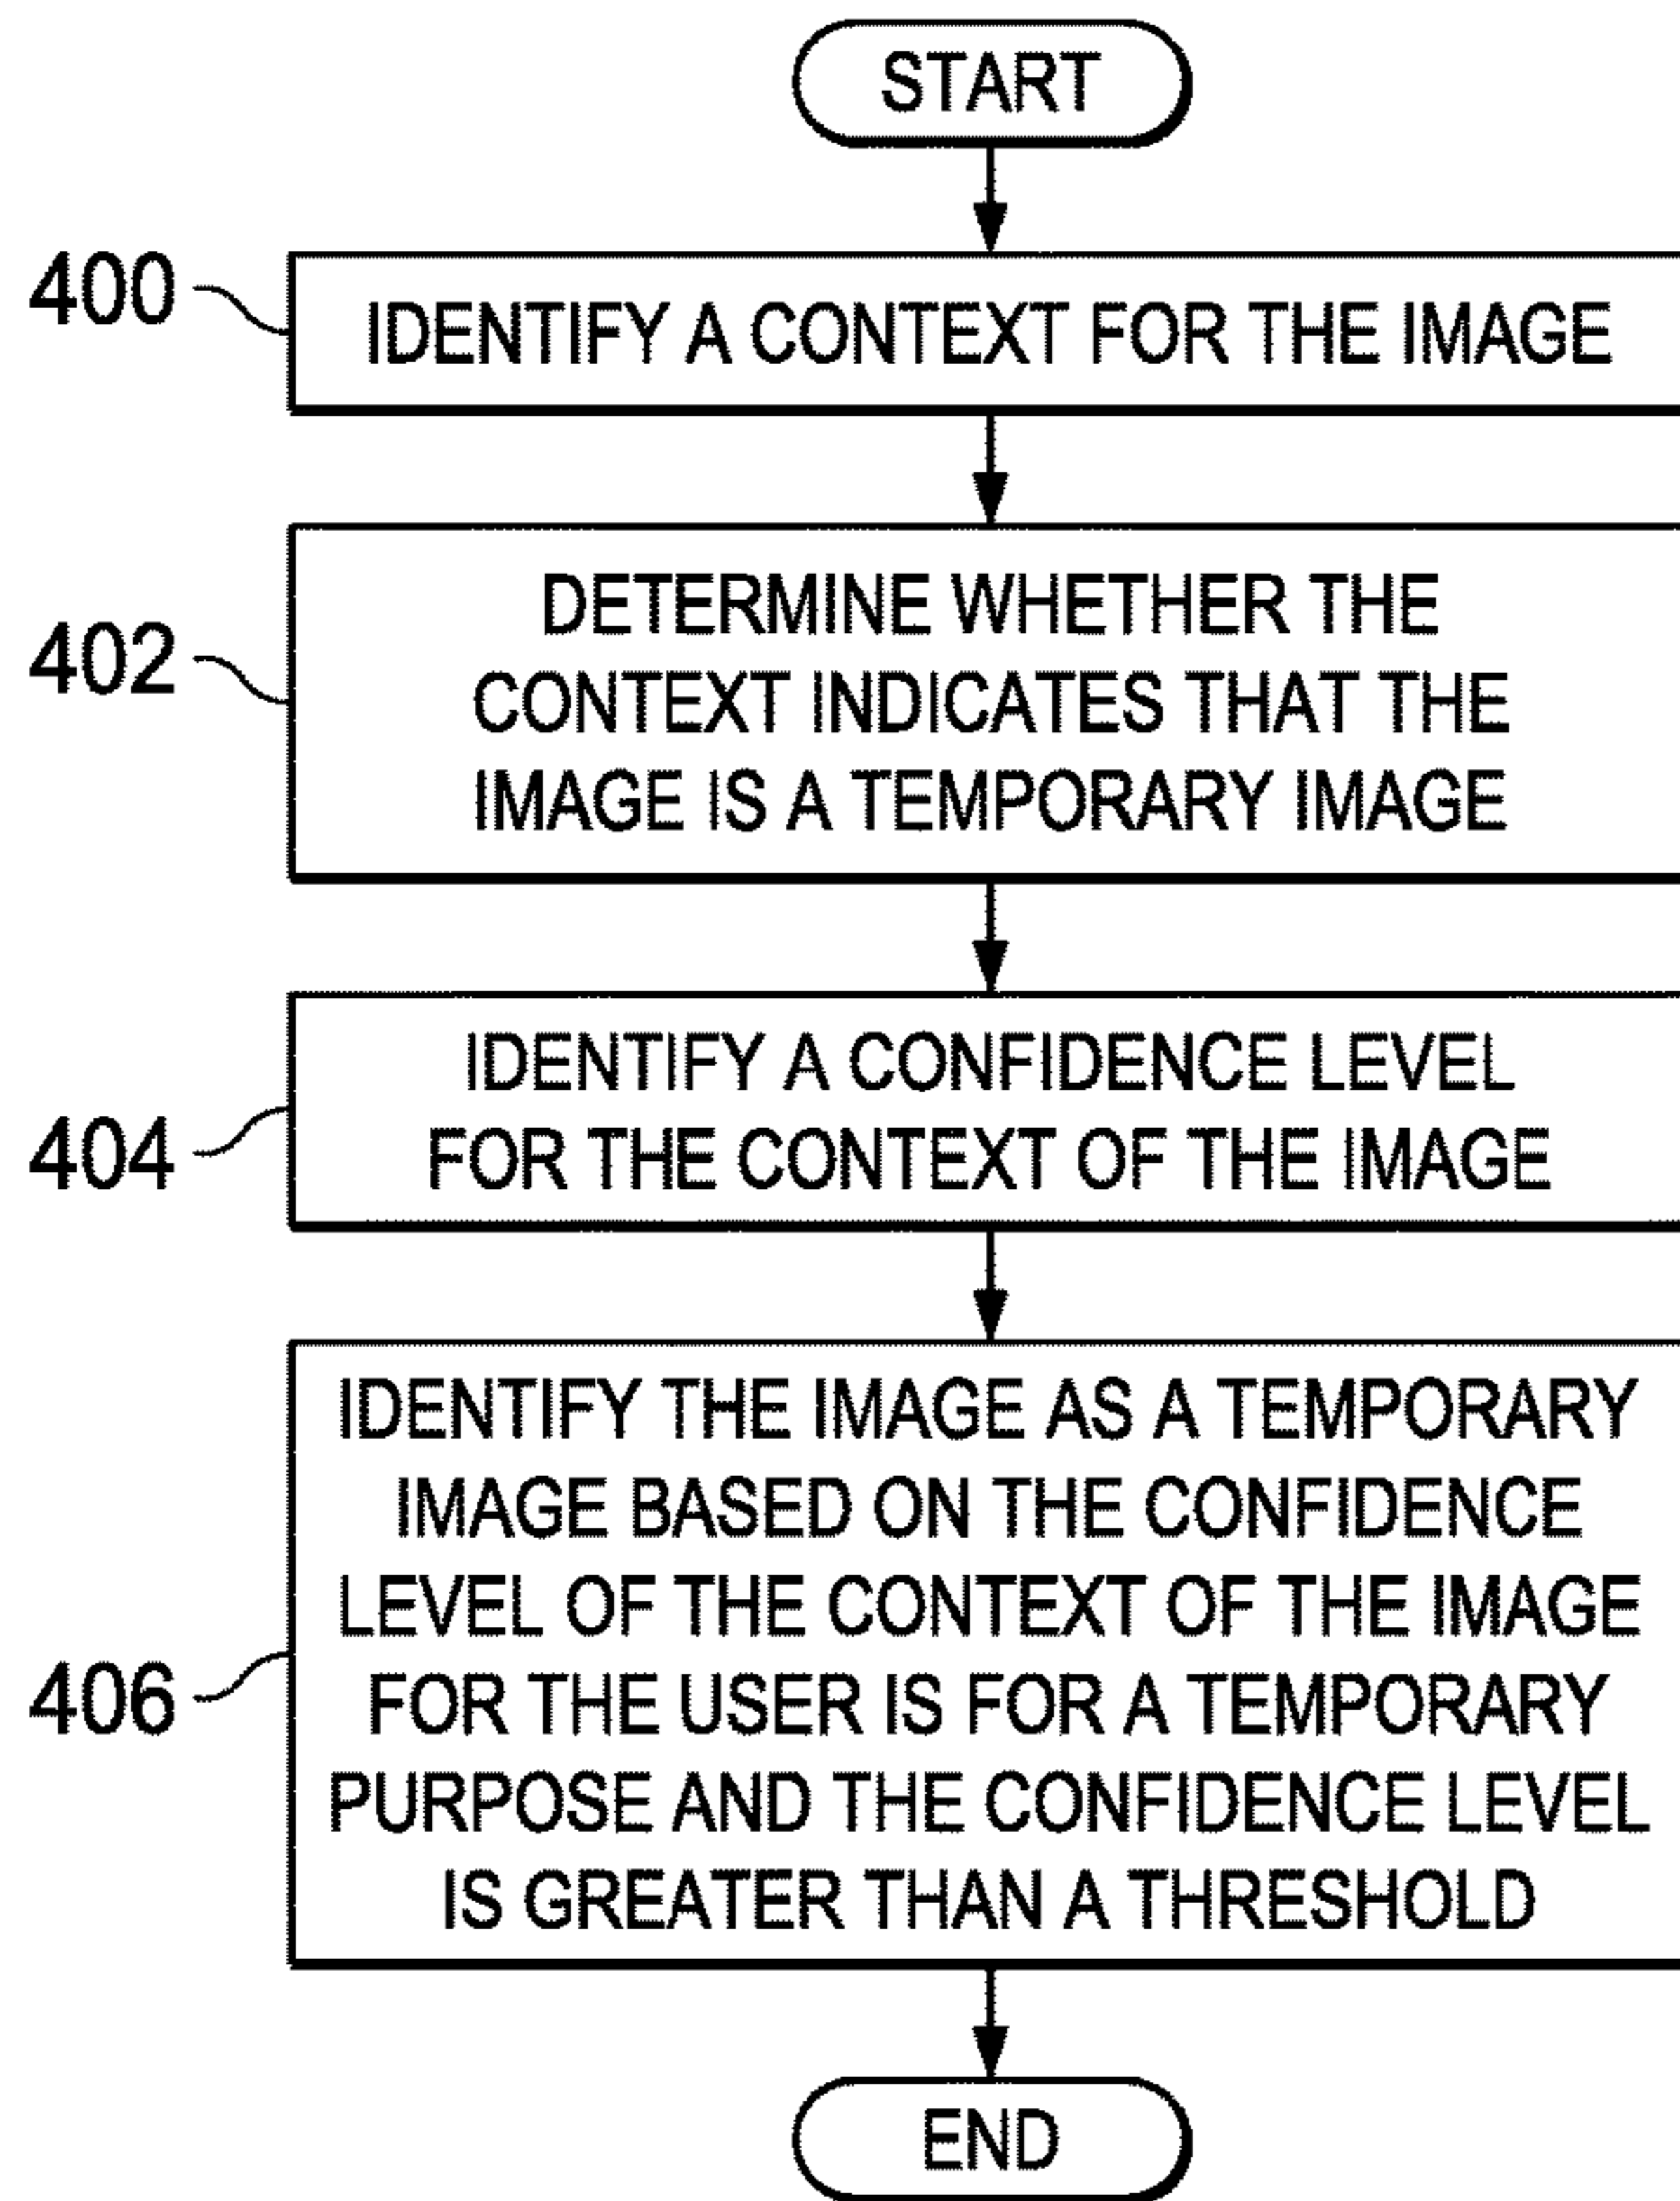 START
400
IDENTIFY A CONTEXT FOR THE IMAGE
402
DETERMINE WHETHER THE
CONTEXT INDICATES THAT THE
IMAGE IS A TEMPORARY IMAGE
404
IDENTIFY A CONFIDENCE LEVEL
FOR THE CONTEXT OF THE IMAGE
406
IDENTIFY THE IMAGE AS A TEMPORARY
IMAGE BASED ON THE CONFIDENCE
LEVEL OF THE CONTEXT OF THE IMAGE
FOR THE USER IS FOR A TEMPORARY
PURPOSE AND THE CONFIDENCE LEVEL
IS GREATER THAN A THRESHOLD
END